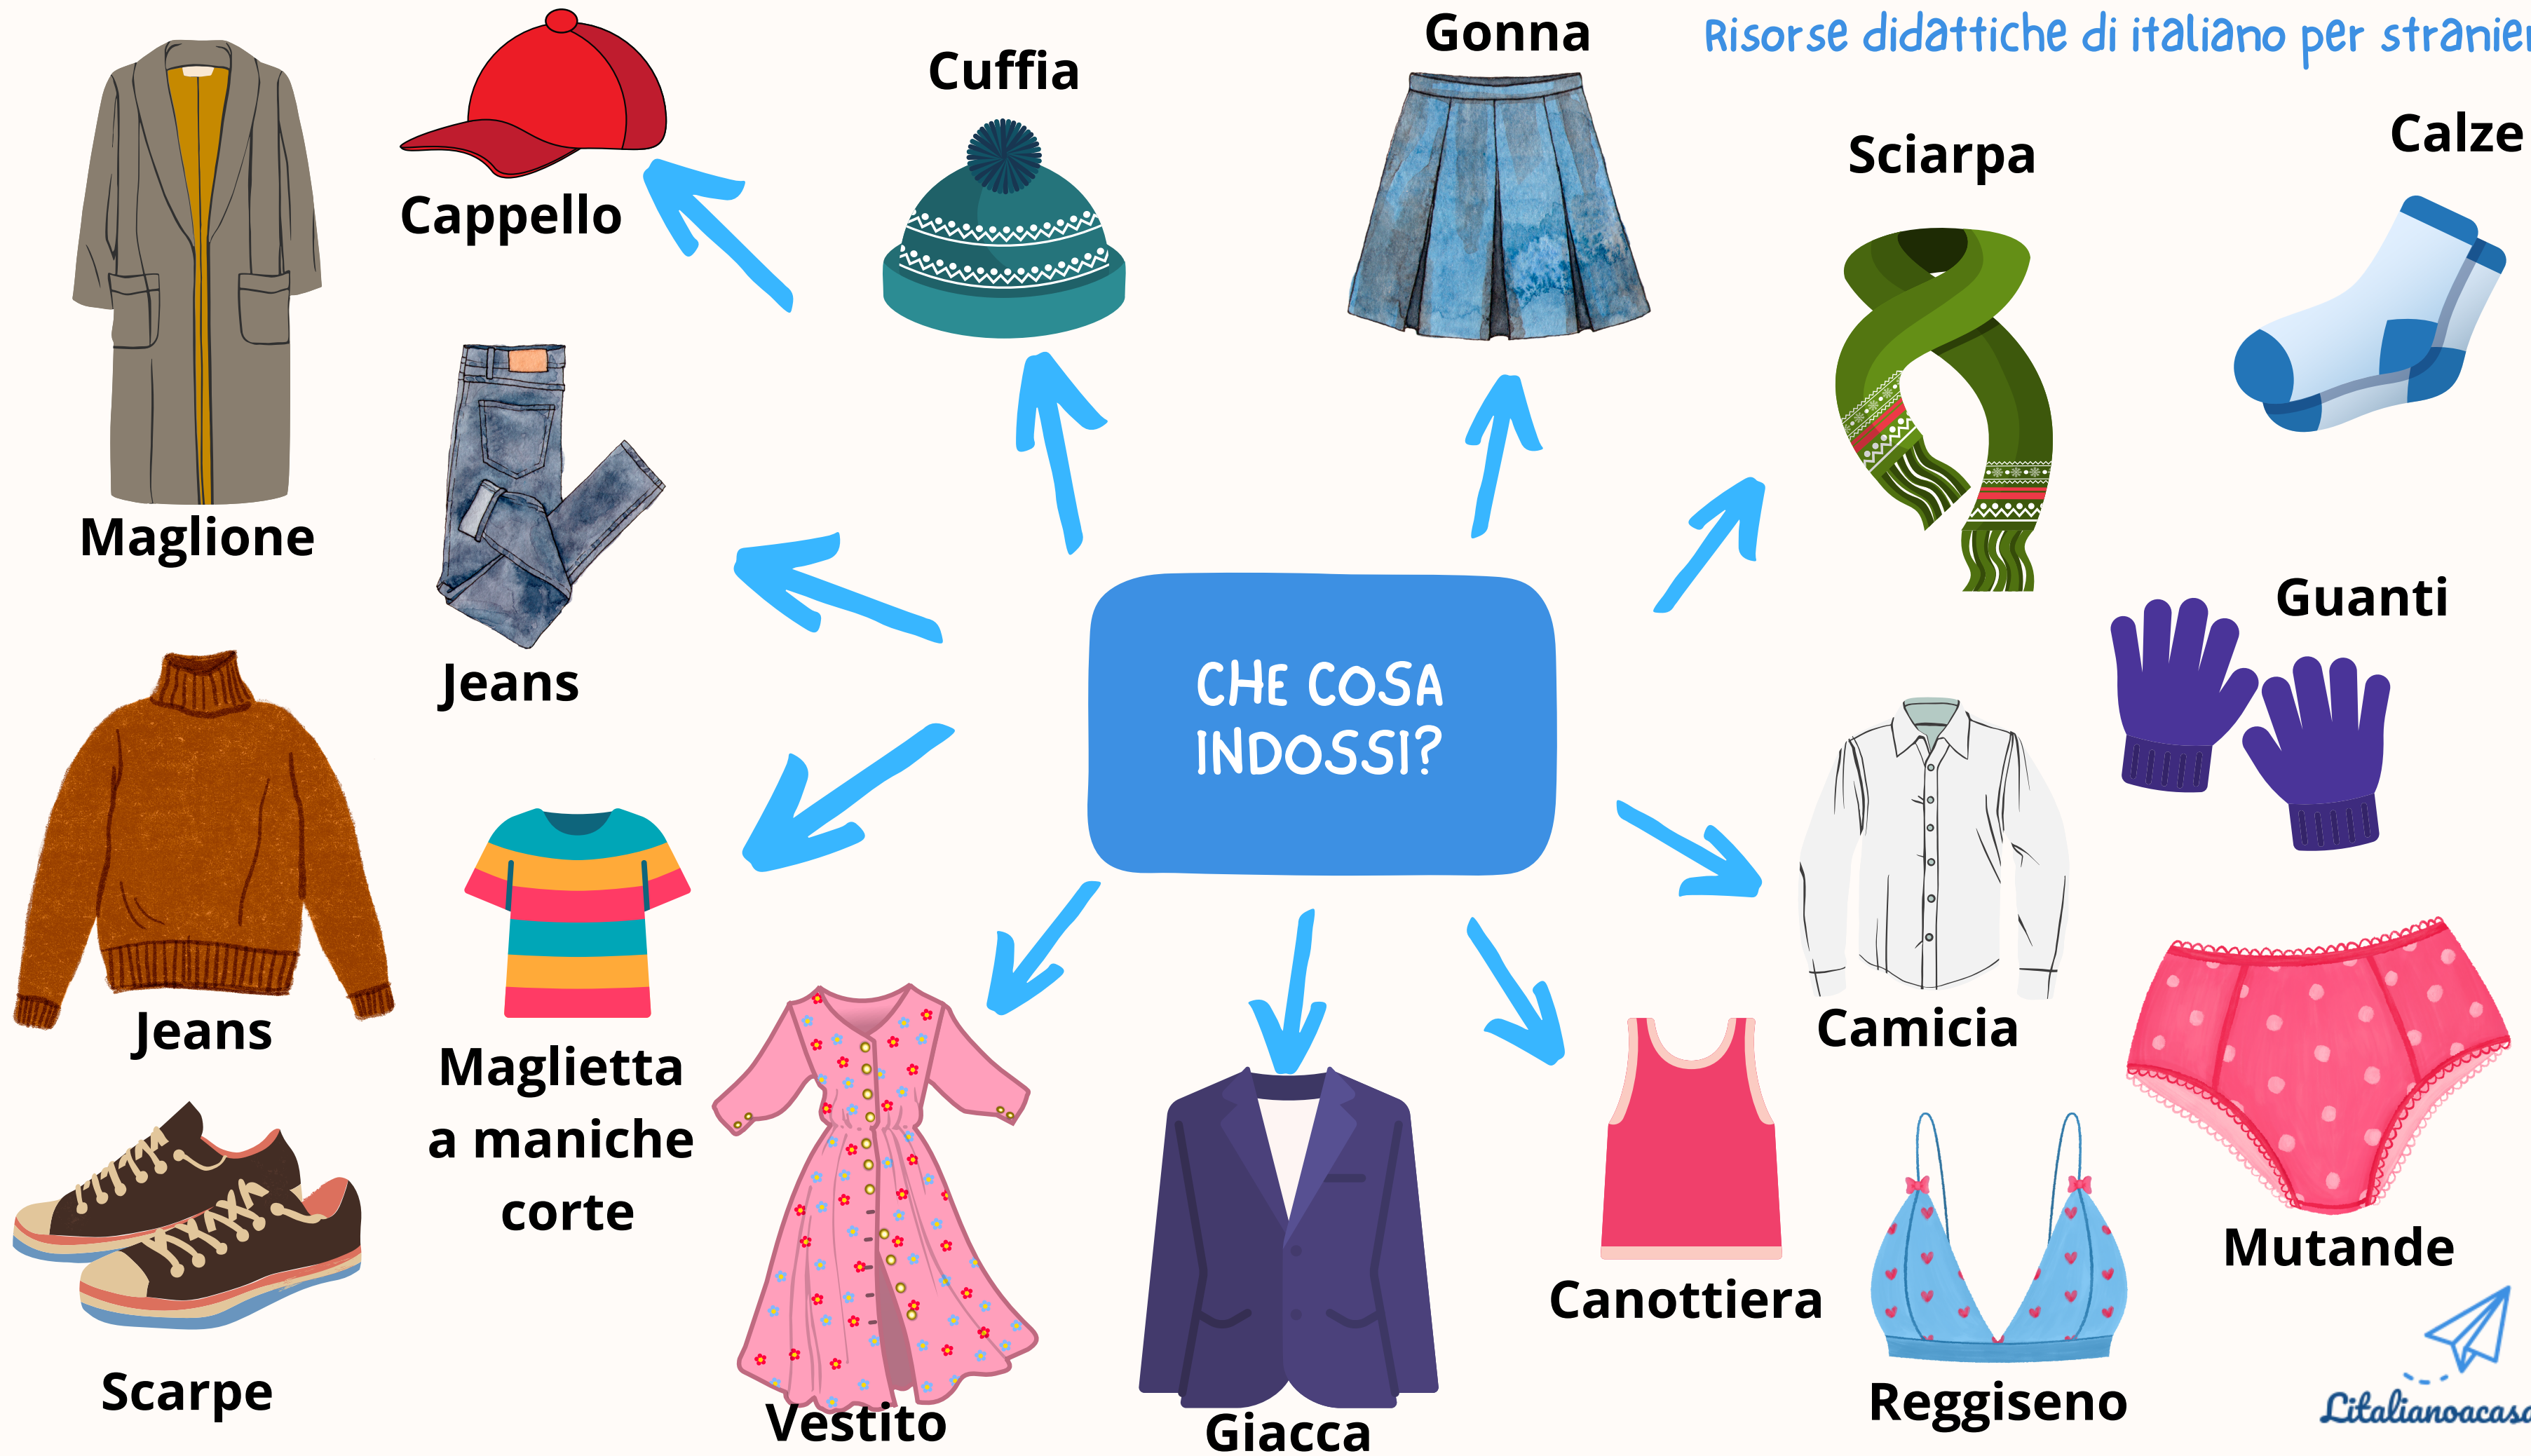 Gonna
Risorse didattiche di italiano per stranier
Cuffia
Calze
Sciarpa
Cappello
Maglione
Guanti
Jeans
CHE COSA
INDOSSI?
Jeans
Camicia
Maglietta
a maniche
corte
Mutande
Canottiera
Scarpe
Reggiseno
Vestito
Giacca
Litalianoacasa